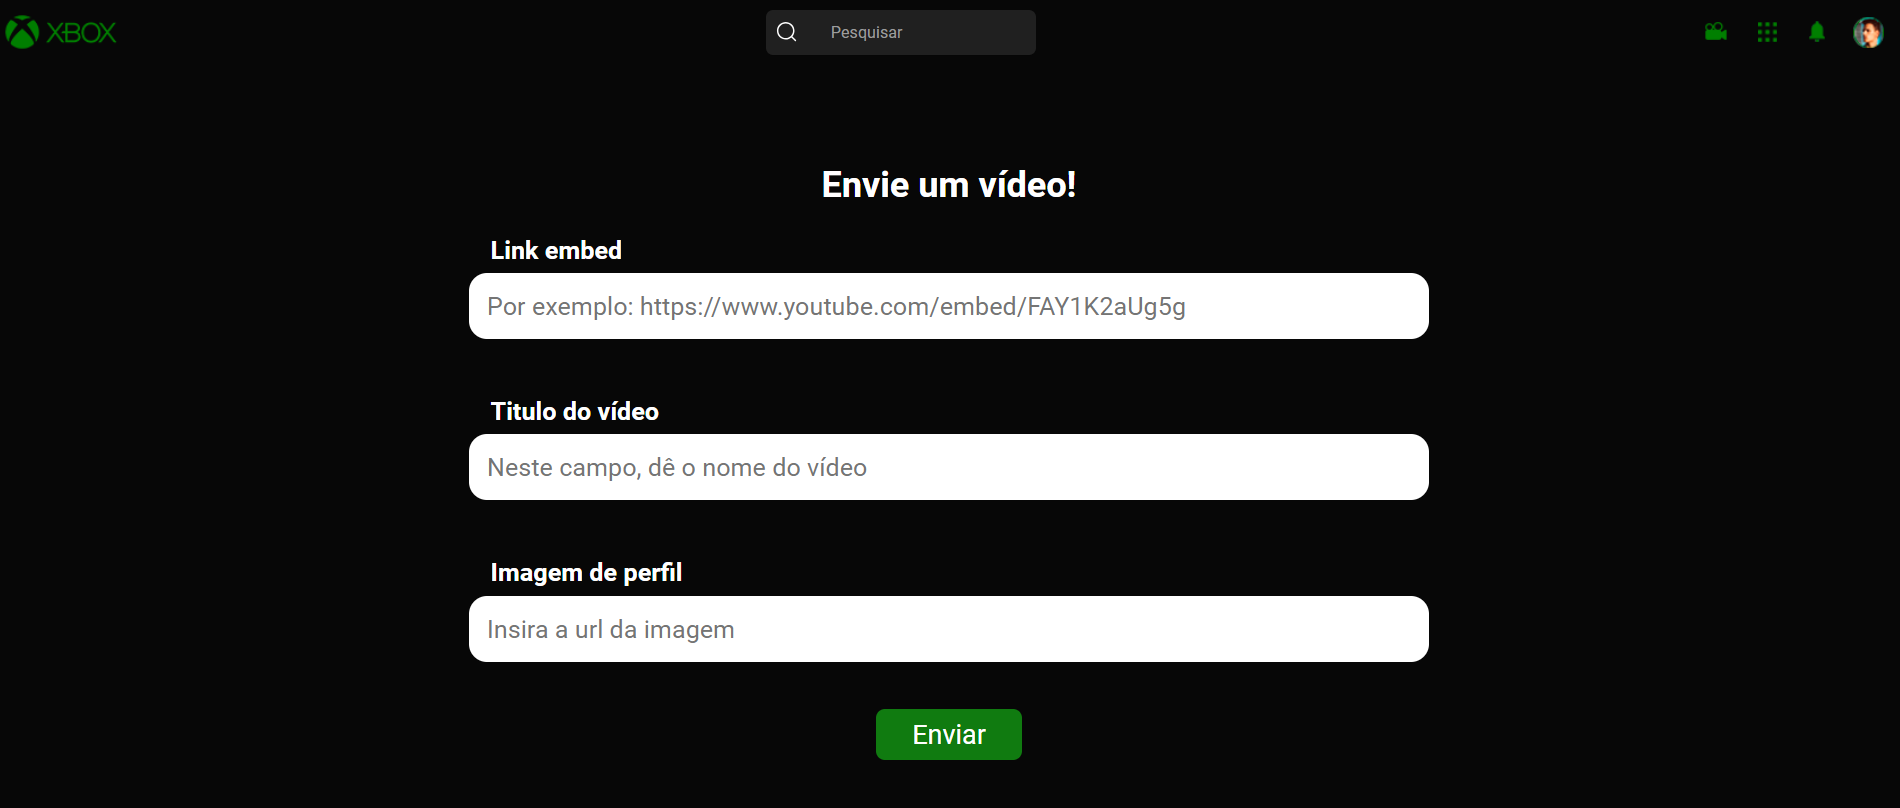 XBOX
Pesquisar
Envie um vídeo!
Link embed
Por exemplo: https://www.youtube.com/embed/FAY1K2aUg5g
Titulo do vídeo
Neste campo, dê o nome do vídeo
Imagem de perfil
Insira a url da imagem
Enviar